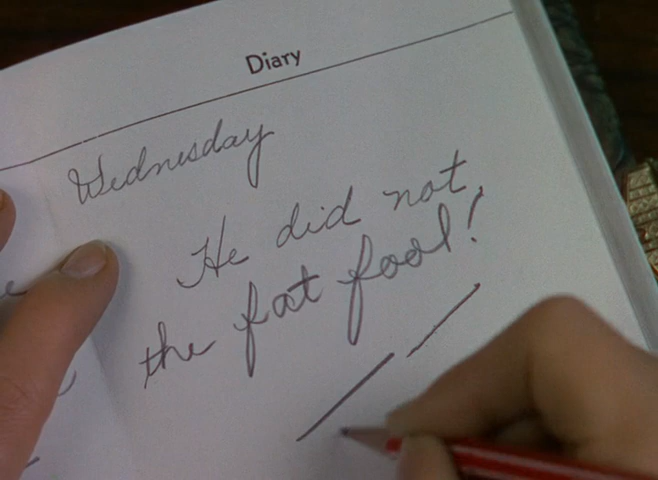 Diary
Wednesday
He did not,
the fat fool!